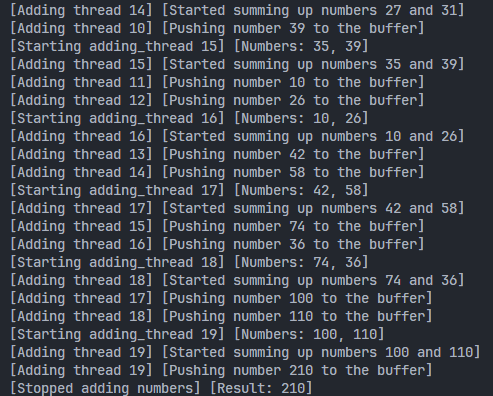 [Adding thread 14] [Started summing up numbers 27 and 31]
[Adding thread 10] [Pushing number 39 to the buffer]
[Starting adding_thread 15] [Numbers: 35, 39]
[Adding thread 15] [Started summing up numbers 35 and 39]
[Adding thread 11] [Pushing number 10 to the buffer]
[Adding thread 12] [Pushing number 26 to the buffer]
[Starting adding_thread 16] [Numbers: 10, 26]
[Adding thread 16] [Started summing up numbers 10 and 26]
[Adding thread 13] [Pushing number 42 to the buffer]
[Adding thread 14] [Pushing number 58 to the buffer]
[Starting adding_thread 17] [Numbers: 42, 58]
[Adding thread 17] [Started summing up numbers 42 and 58]
[Adding thread 15] [Pushing number 74 to the buffer]
[Adding thread 16] [Pushing number 36 to the buffer]
[Starting adding_thread 18] [Numbers: 74, 36]
[Adding thread 18] [Started summing up numbers 74 and 36]
[Adding thread 17] [Pushing number 100 to the buffer]
[Adding thread 18] [Pushing number 110 to the buffer]
[Starting adding_thread 19] [Numbers: 100, 110]
[Adding thread 19] [Started summing up numbers 100 and 110]
[Adding thread 19] [Pushing number 210 to the buffer]
[Stopped adding numbers] [Result: 210]